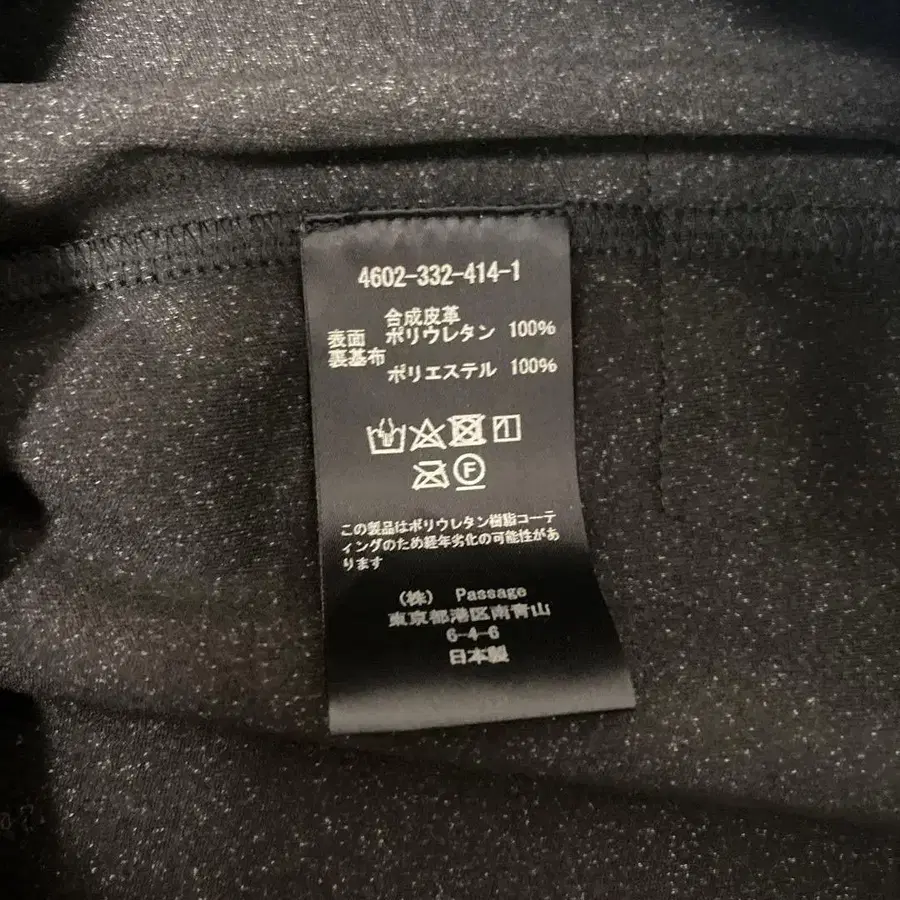 4602-332-414-1
合成皮革
表面 ポリウレタン 100%
裏基布
ポリエステル 100%
F
この製品はポリウレタン樹脂コーテ
ィングのため経年劣化の可能性があ
ります
（株） Passage
東京都港区南青山
6-4-6
日本製